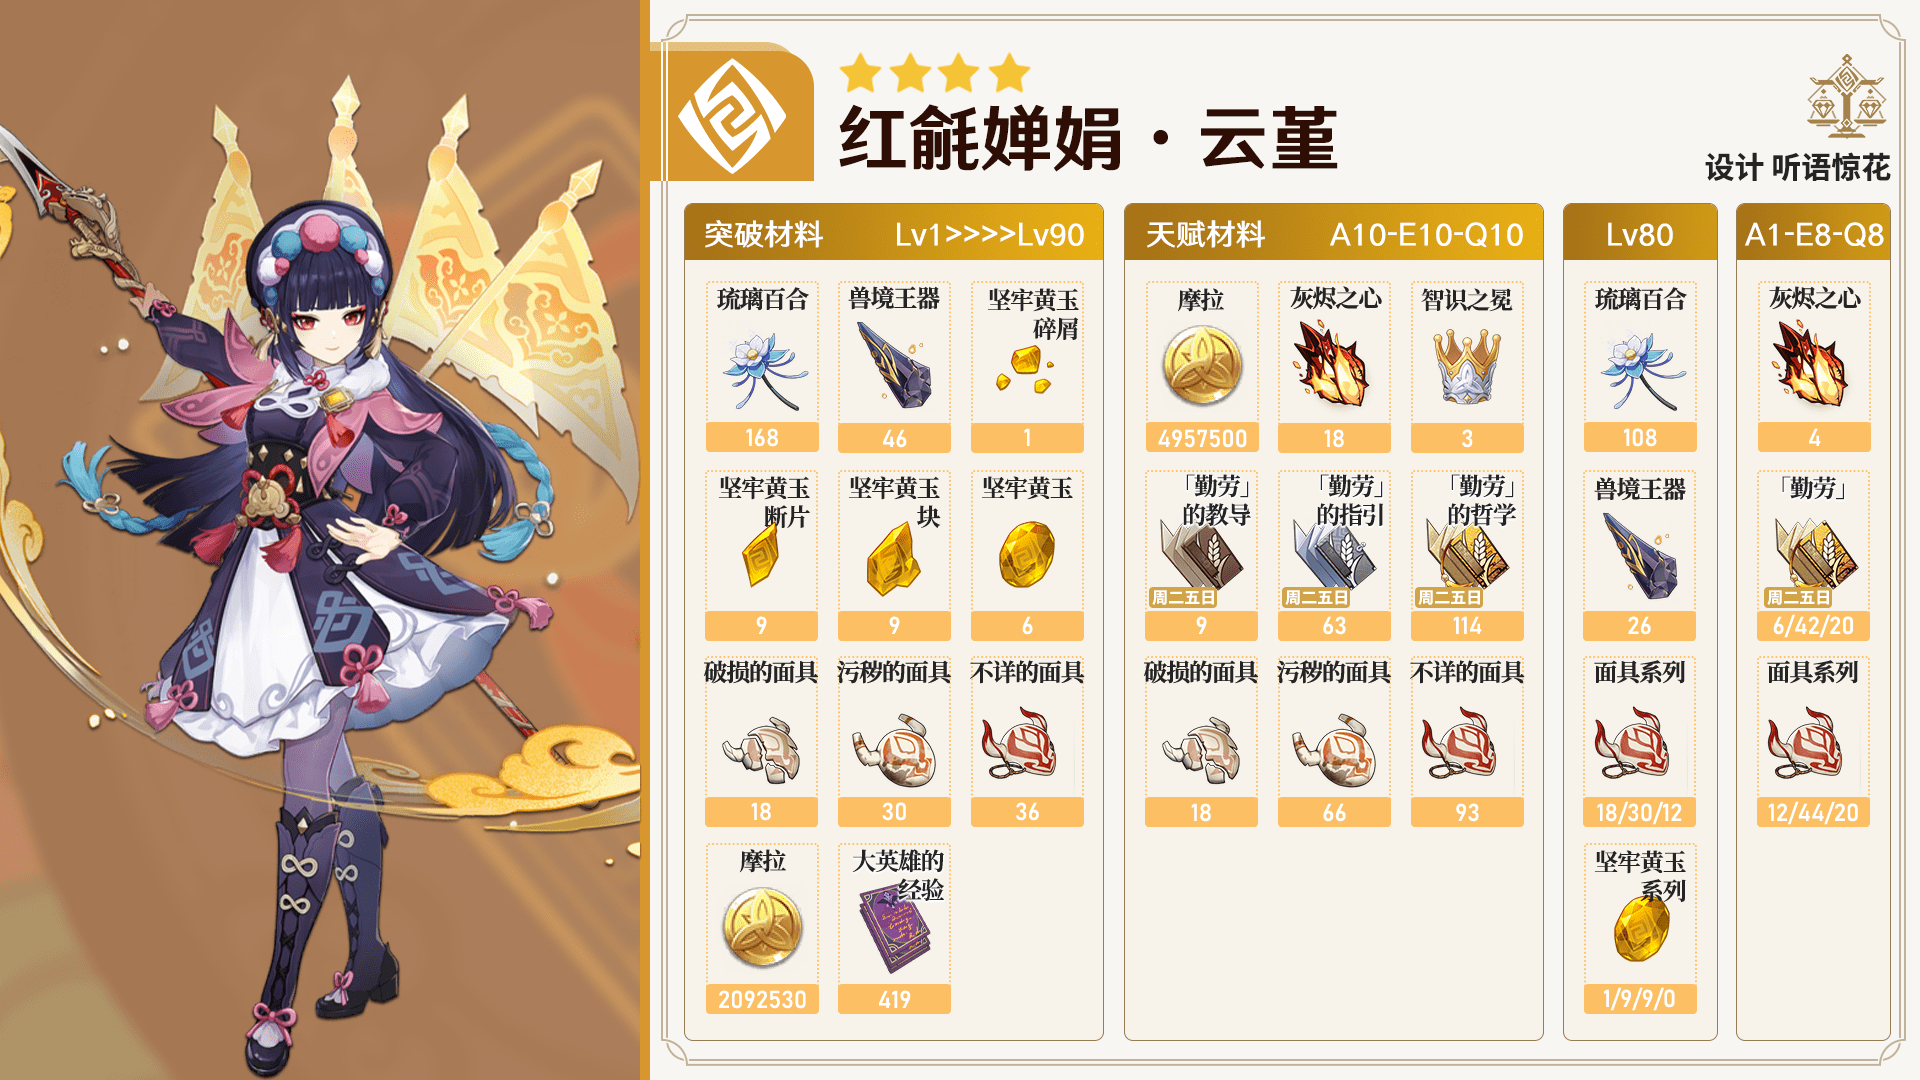 红毹婵娟·云堇
设计 听语惊花
突破材料 Lv1>>>>Lv90
琉璃百合
168
兽境王器
46
坚牢黄玉
碎屑
1
坚牢黄玉
断片
9
坚牢黄玉
块
9
坚牢黄玉
6
破损的面具
18
污秽的面具
30
不详的面具
36
摩拉
2092530
大英雄的
经验
419
天赋材料 A10-E10-Q10
摩拉
4957500
灰烬之心
18
智识之冕
3
「勤劳」
的教导
周二五日
9
「勤劳」
的指引
周二五日
63
「勤劳」
的哲学
周二五日
114
破损的面具
18
污秽的面具
66
不详的面具
93
Lv80
琉璃百合
108
兽境王器
26
面具系列
18/30/12
坚牢黄玉
系列
1/9/9/0
A1-E8-Q8
灰烬之心
4
「勤劳」
周二五日
6/42/20
面具系列
12/44/20